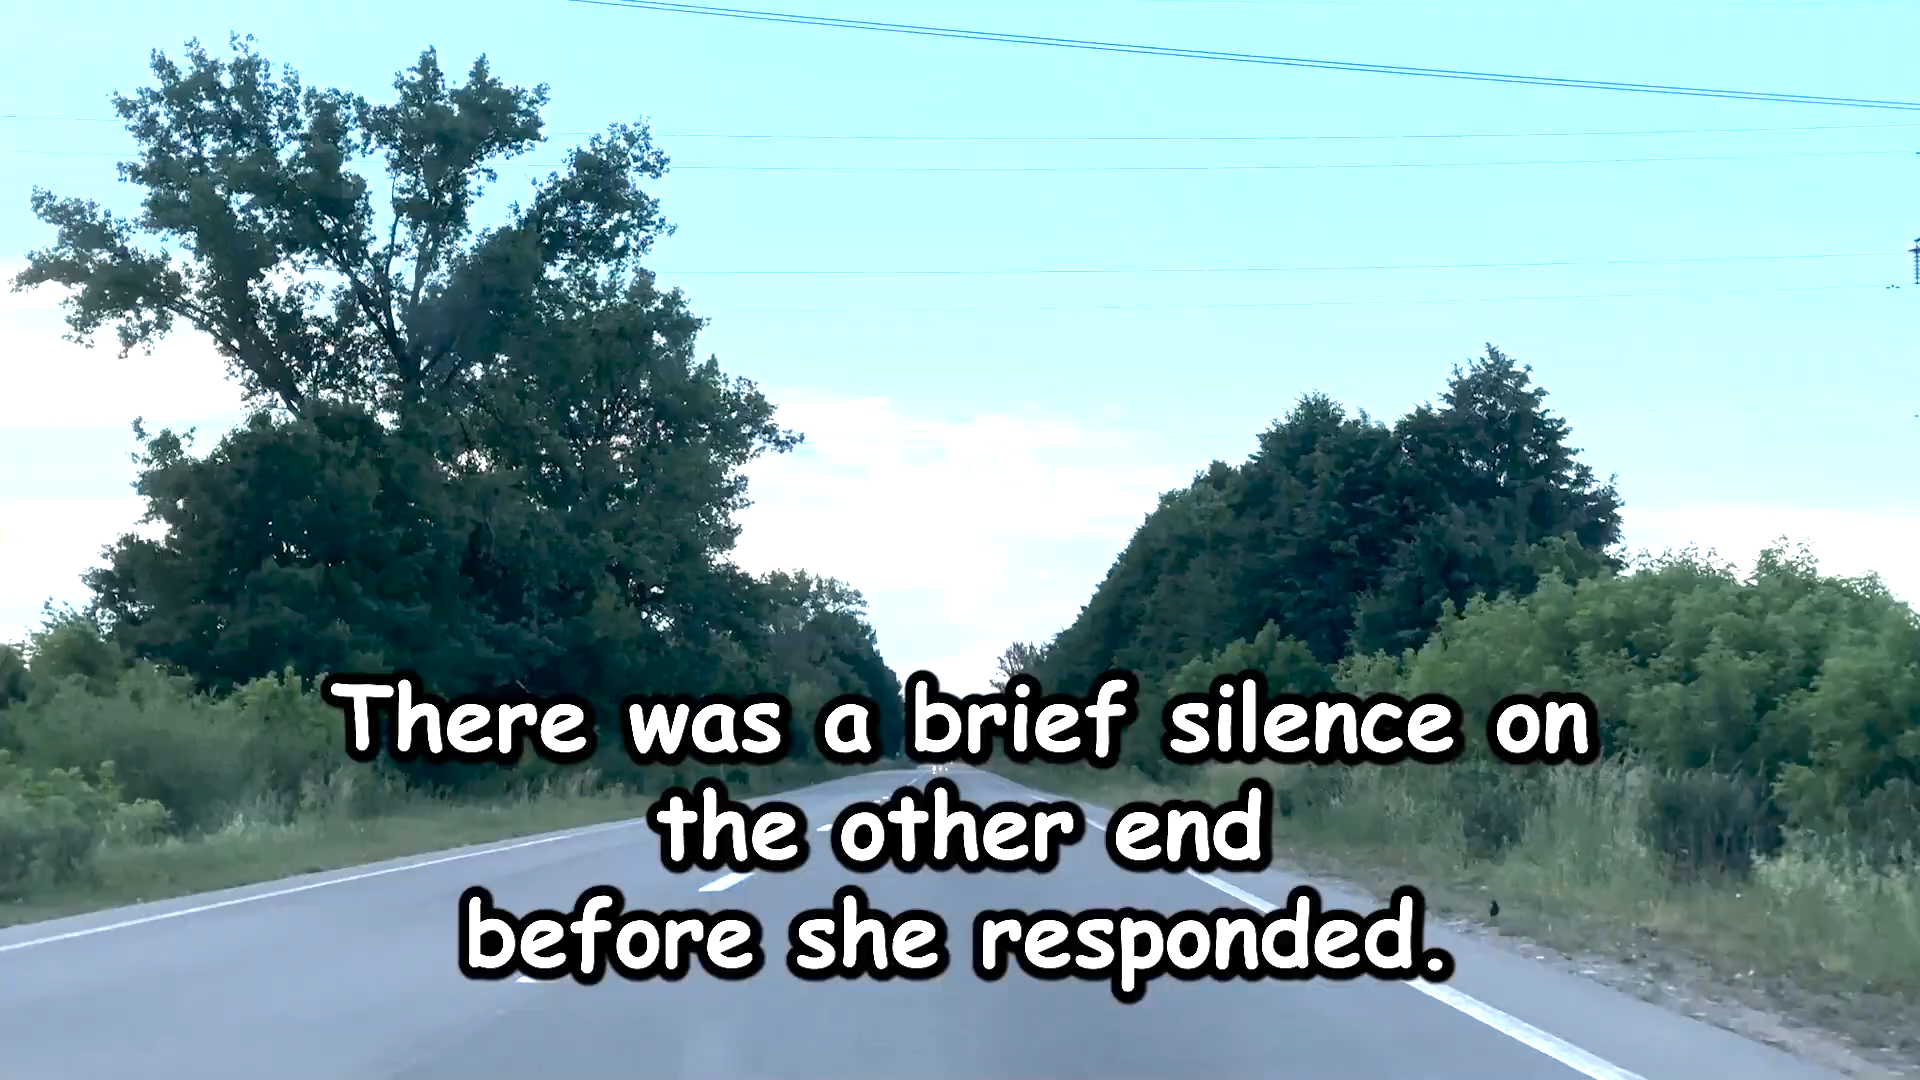 There was a brief silence on
the other end
before she responded.